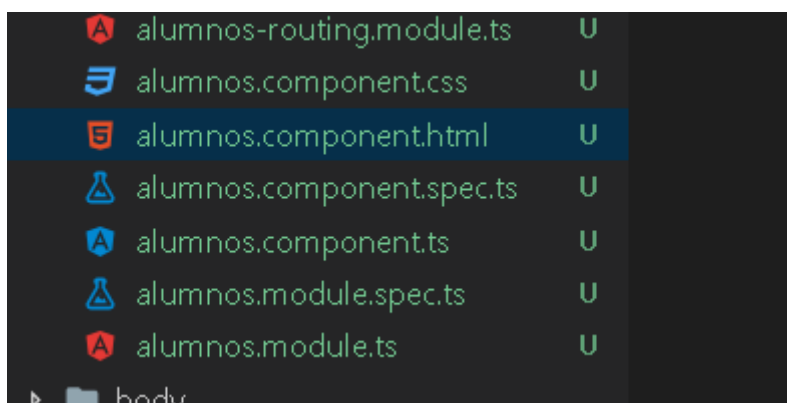 alumnos-routing.module.ts U
alumnos.component.css U
alumnos.component.html U
alumnos.component.spec.ts U
alumnos.component.ts U
alumnos.module.spec.ts U
alumnos.module.ts U
body